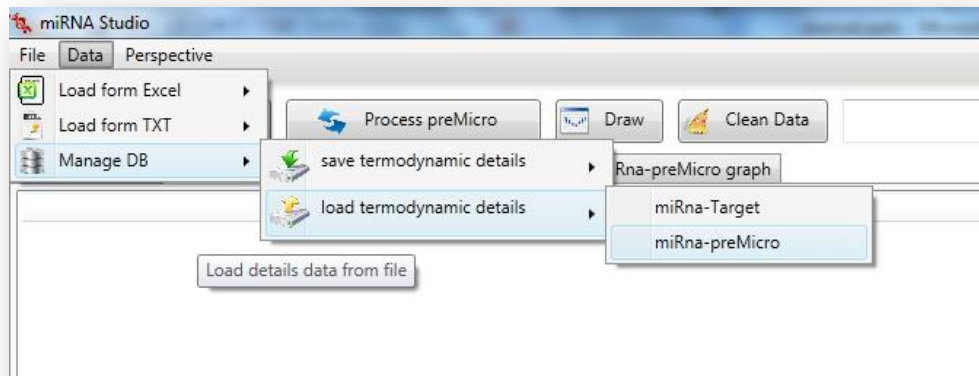 miRNA Studio
File Data Perspective
Load form Excel
Load form TXT
Manage DB
Process preMicro
Draw
Clean Data
save termodynamic details
load termodynamic details
Rna-preMicro graph
miRna-Target
miRna-preMicro
Load details data from file